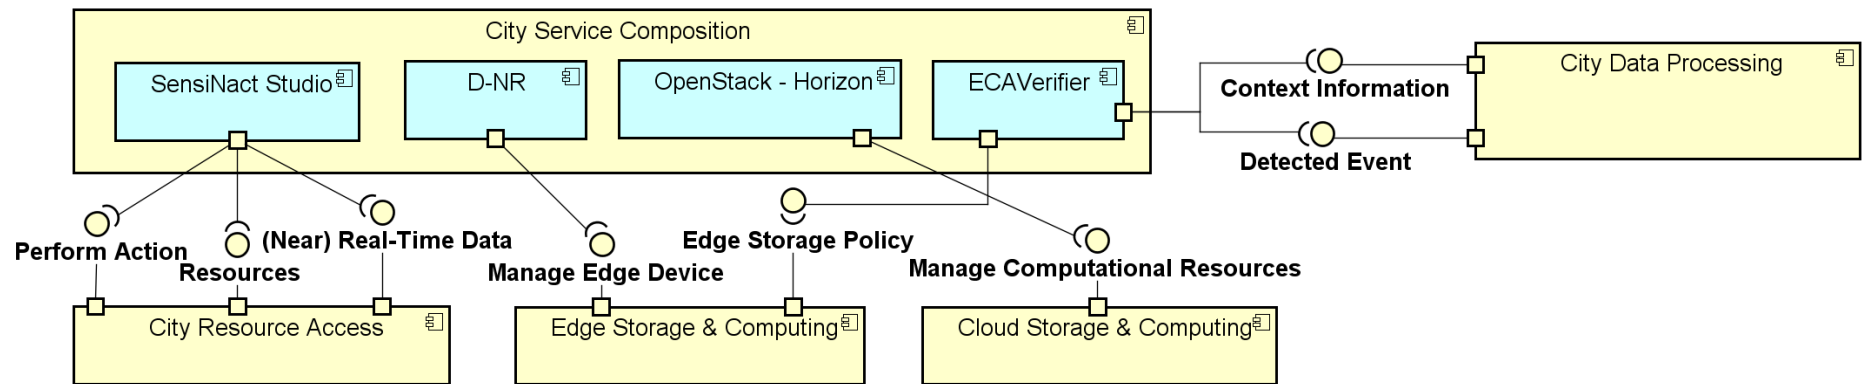 City Service Composition
SensiNact Studio
D-NR
OpenStack - Horizon
ECAVerifier
City Data Processing
Context Information
Detected Event
Perform Action
Resources
(Near) Real-Time Data
Manage Edge Device
Edge Storage Policy
Manage Computational Resources
City Resource Access
Edge Storage & Computing
Cloud Storage & Computing